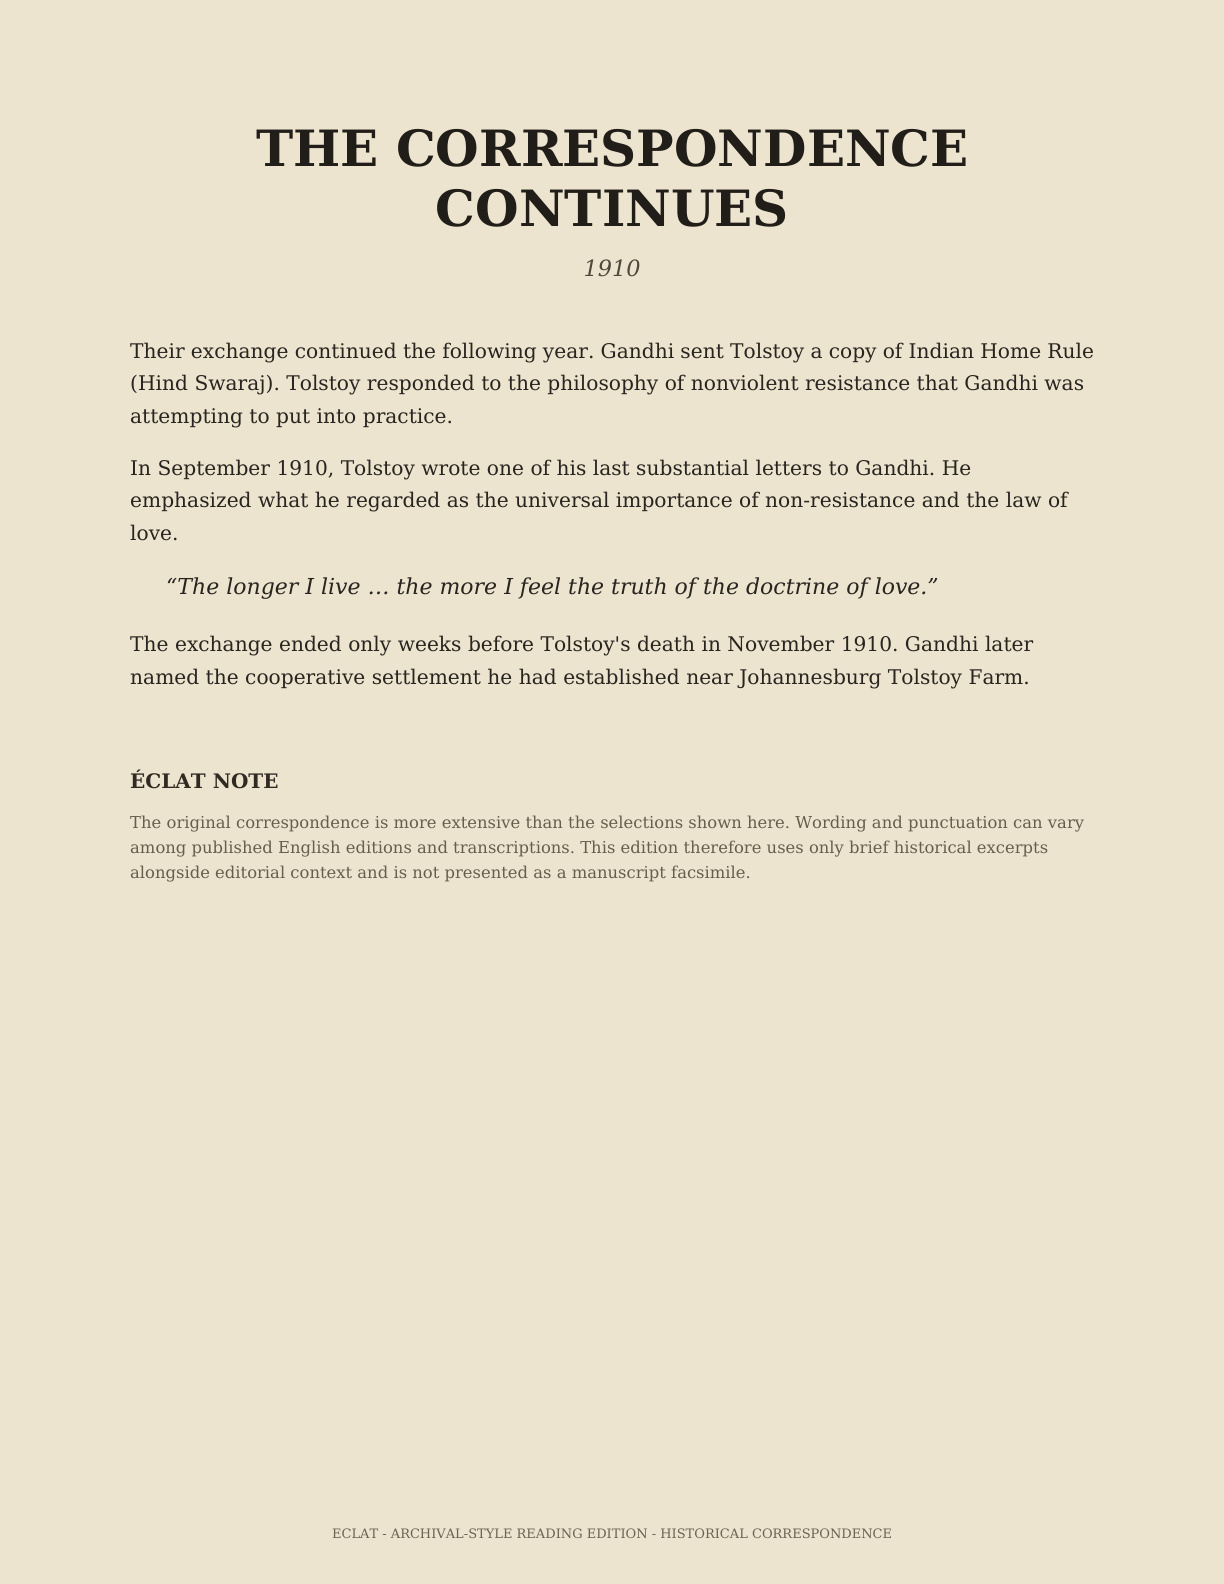 THE CORRESPONDENCE
CONTINUES
1910
Their exchange continued the following year. Gandhi sent Tolstoy a copy of Indian Home Rule
(Hind Swaraj). Tolstoy responded to the philosophy of nonviolent resistance that Gandhi was
attempting to put into practice.
In September 1910, Tolstoy wrote one of his last substantial letters to Gandhi. He
emphasized what he regarded as the universal importance of non-resistance and the law of
love.
“The longer I live … the more I feel the truth of the doctrine of love.”
The exchange ended only weeks before Tolstoy's death in November 1910. Gandhi later
named the cooperative settlement he had established near Johannesburg Tolstoy Farm.
ÉCLAT NOTE
The original correspondence is more extensive than the selections shown here. Wording and punctuation can vary
among published English editions and transcriptions. This edition therefore uses only brief historical excerpts
alongside editorial context and is not presented as a manuscript facsimile.
ECLAT - ARCHIVAL-STYLE READING EDITION - HISTORICAL CORRESPONDENCE